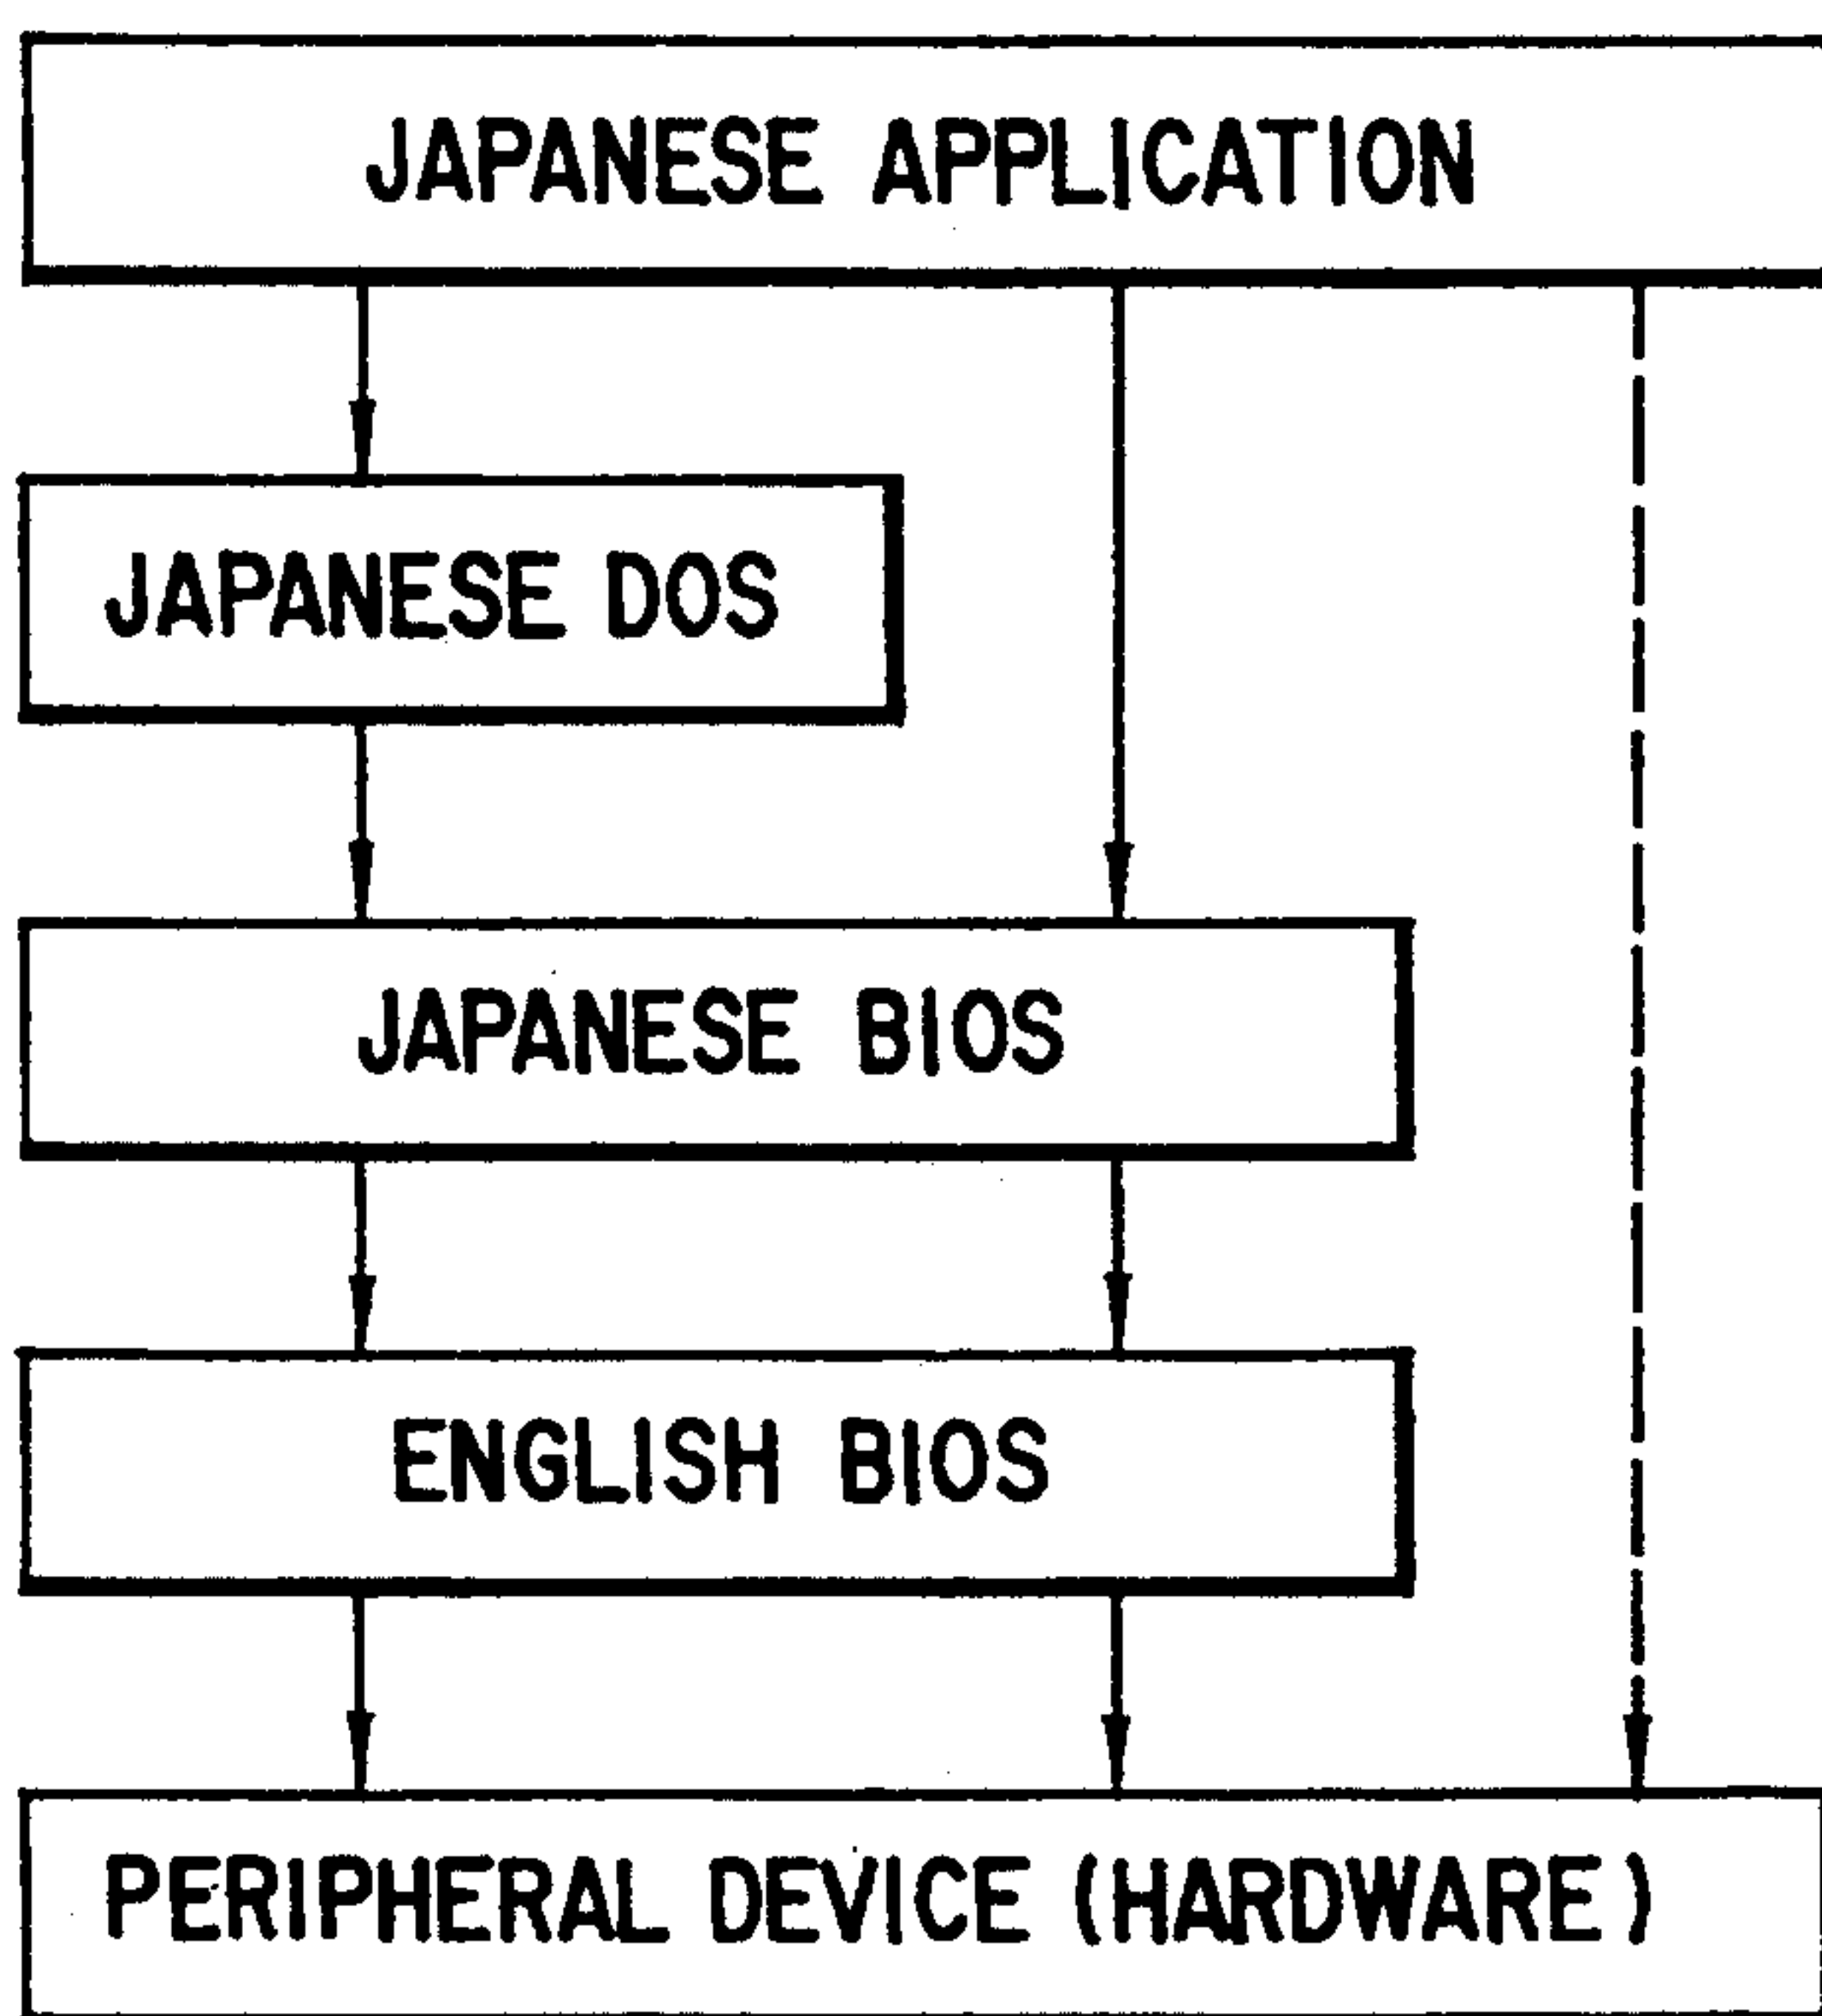 JAPANESE APPLICATION
JAPANESE DOS
JAPANESE BIOS
ENGLISH BIOS
PERIPHERAL DEVICE (HARDWARE)